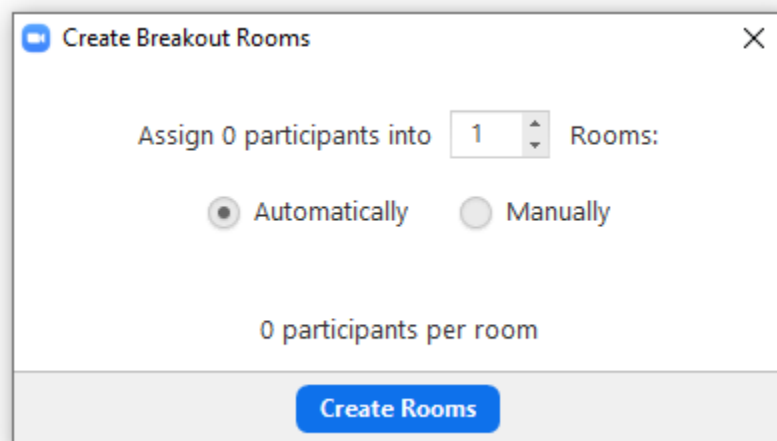 Create Breakout Rooms
Assign 0 participants into 1 Rooms:
Automatically Manually
0 participants per room
Create Rooms